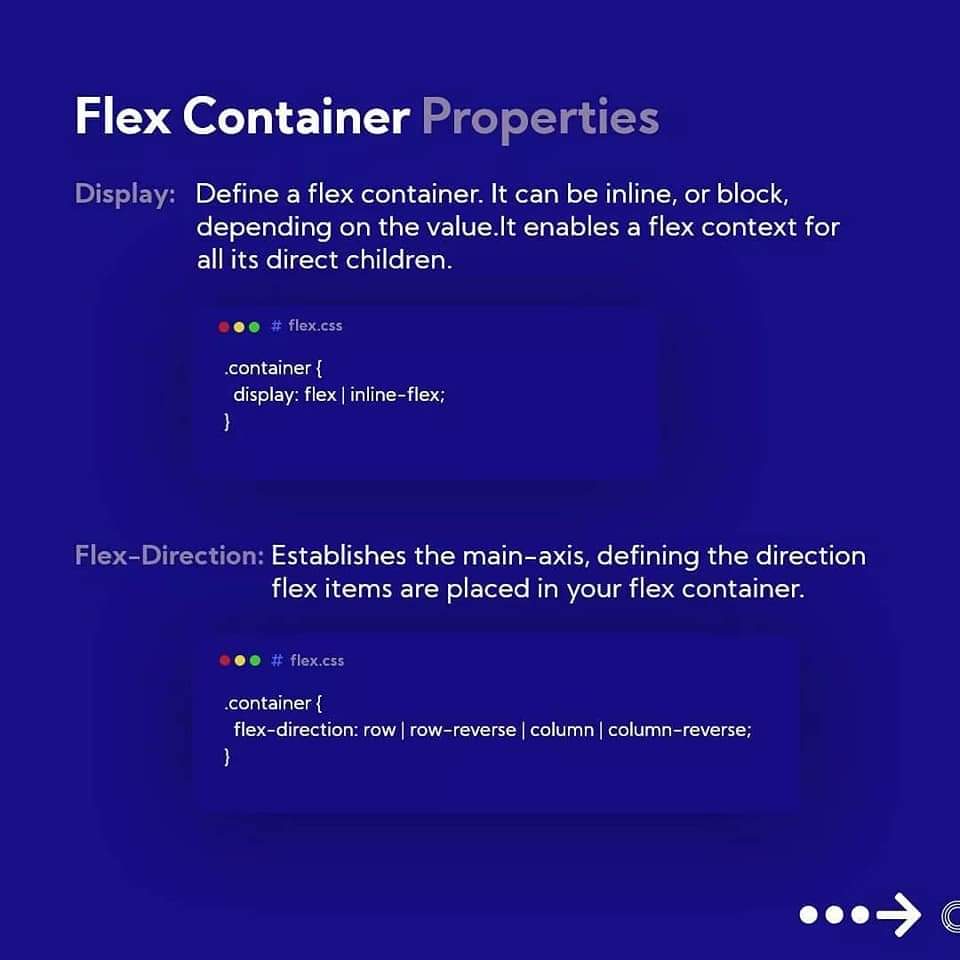 Flex Container Properties
Display: Define a flex container. It can be inline, or block,
depending on the value.It enables a flex context for
all its direct children.
# flex.css
.container {
display: flex | inline-flex;
}
Flex-Direction: Establishes the main-axis, defining the direction
flex items are placed in your flex container.
# flex.css
.container {
flex-direction: row | row-reverse | column | column-reverse;
}